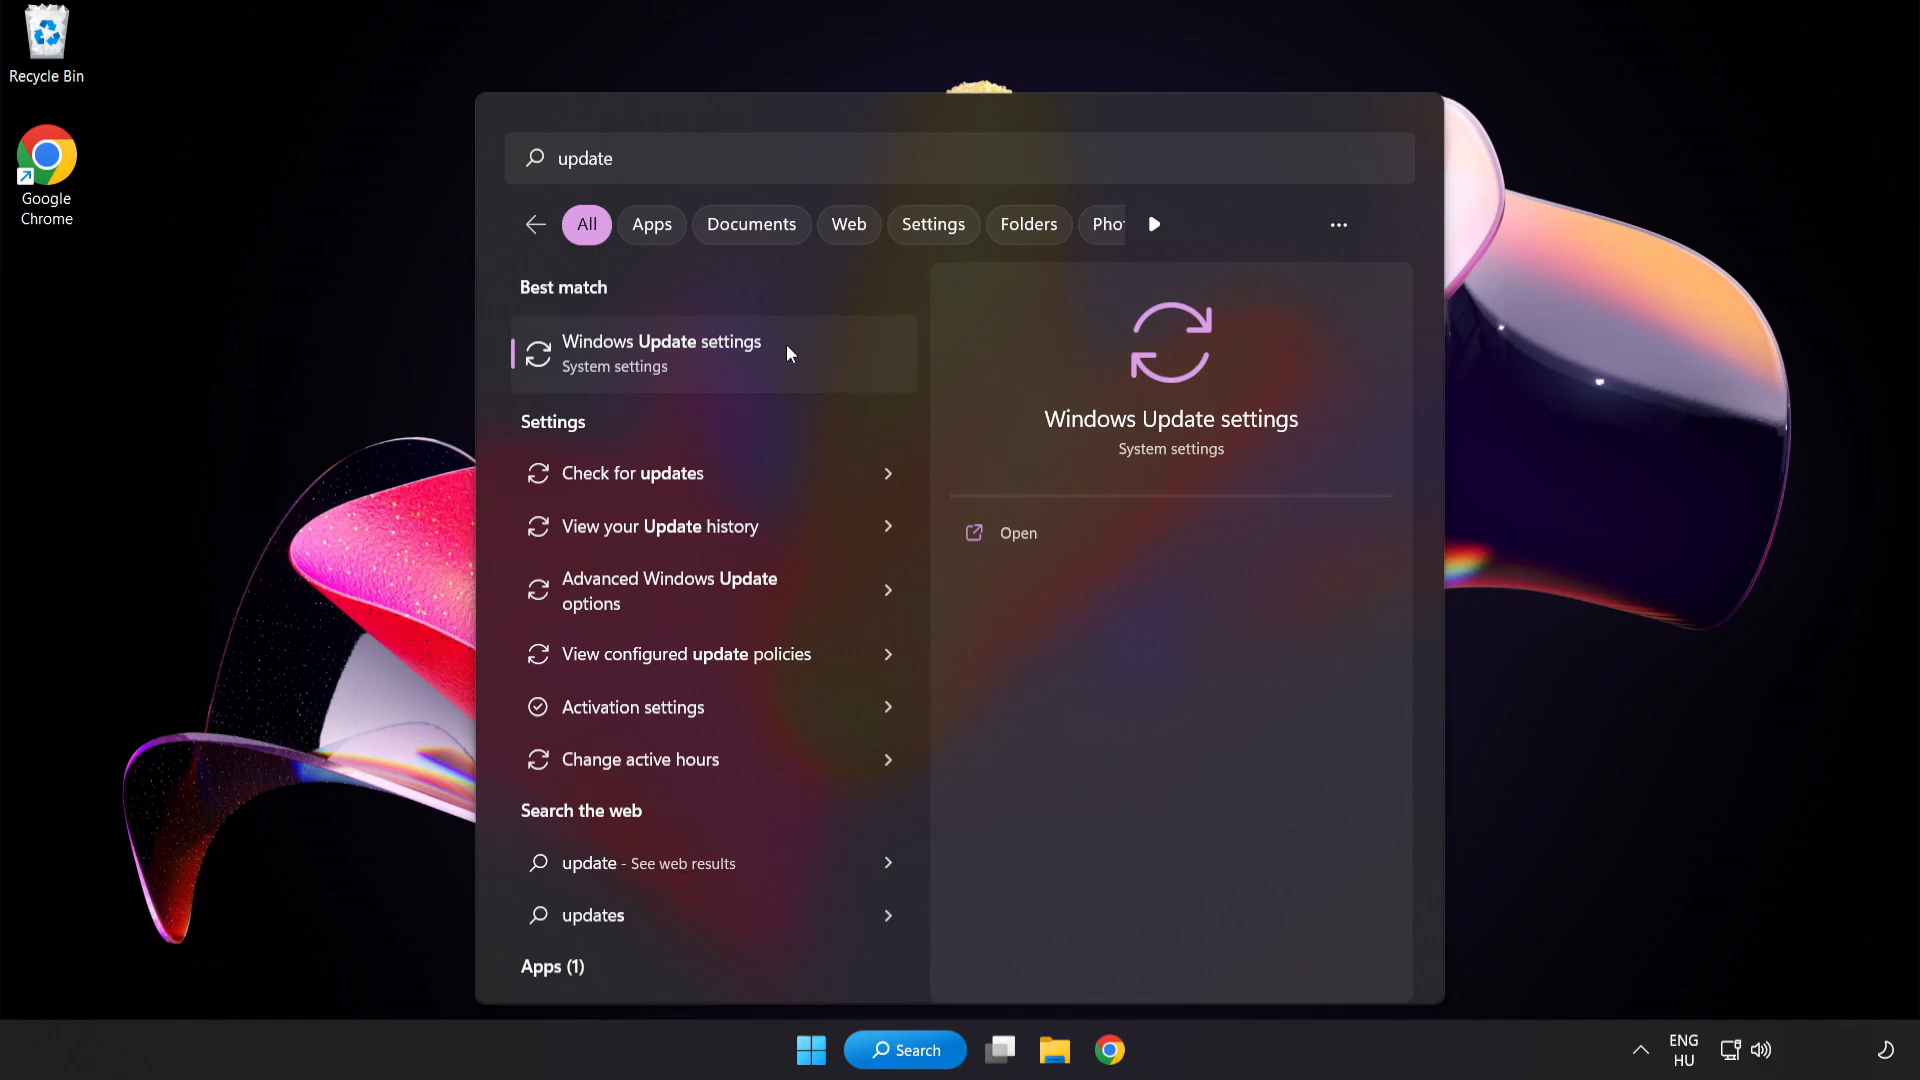 Recycle Bin
Google
Chrome
update
All
Apps
Documents
Web
Settings
Folders
Pho
Best match
Windows Update settings
System settings
Settings
Check for updates
View your Update history
Advanced Windows Update
options
View configured update policies
Activation settings
Change active hours
Search the web
update - See web results
updates
Apps (1)
Windows Update settings
System settings
Open
Search
ENG
HU